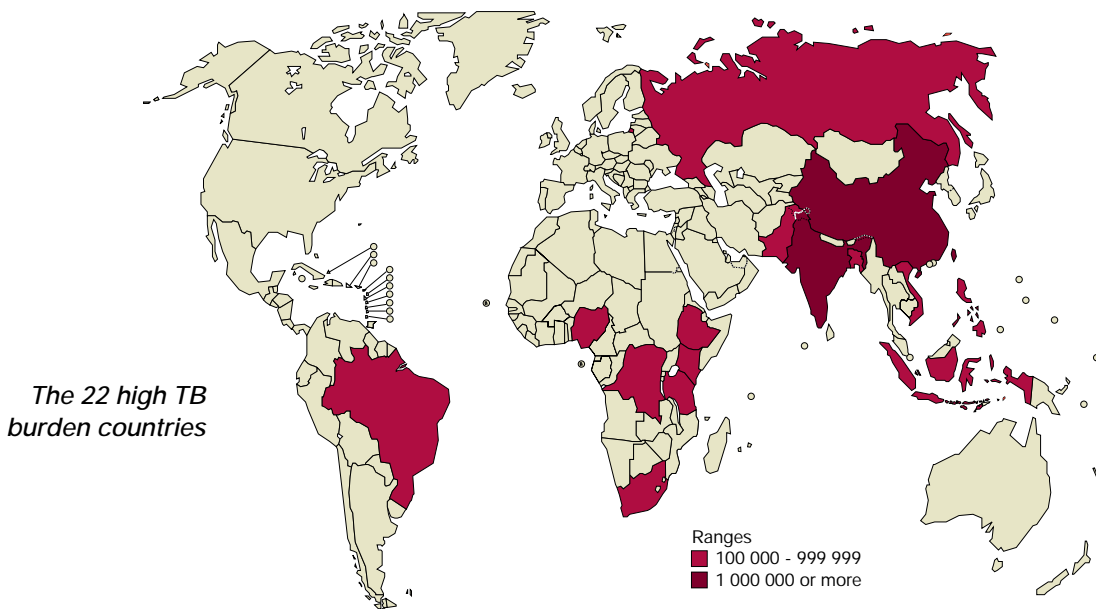 The 22 high TB
burden countries
Ranges
100 000 - 999 999
1 000 000 or more